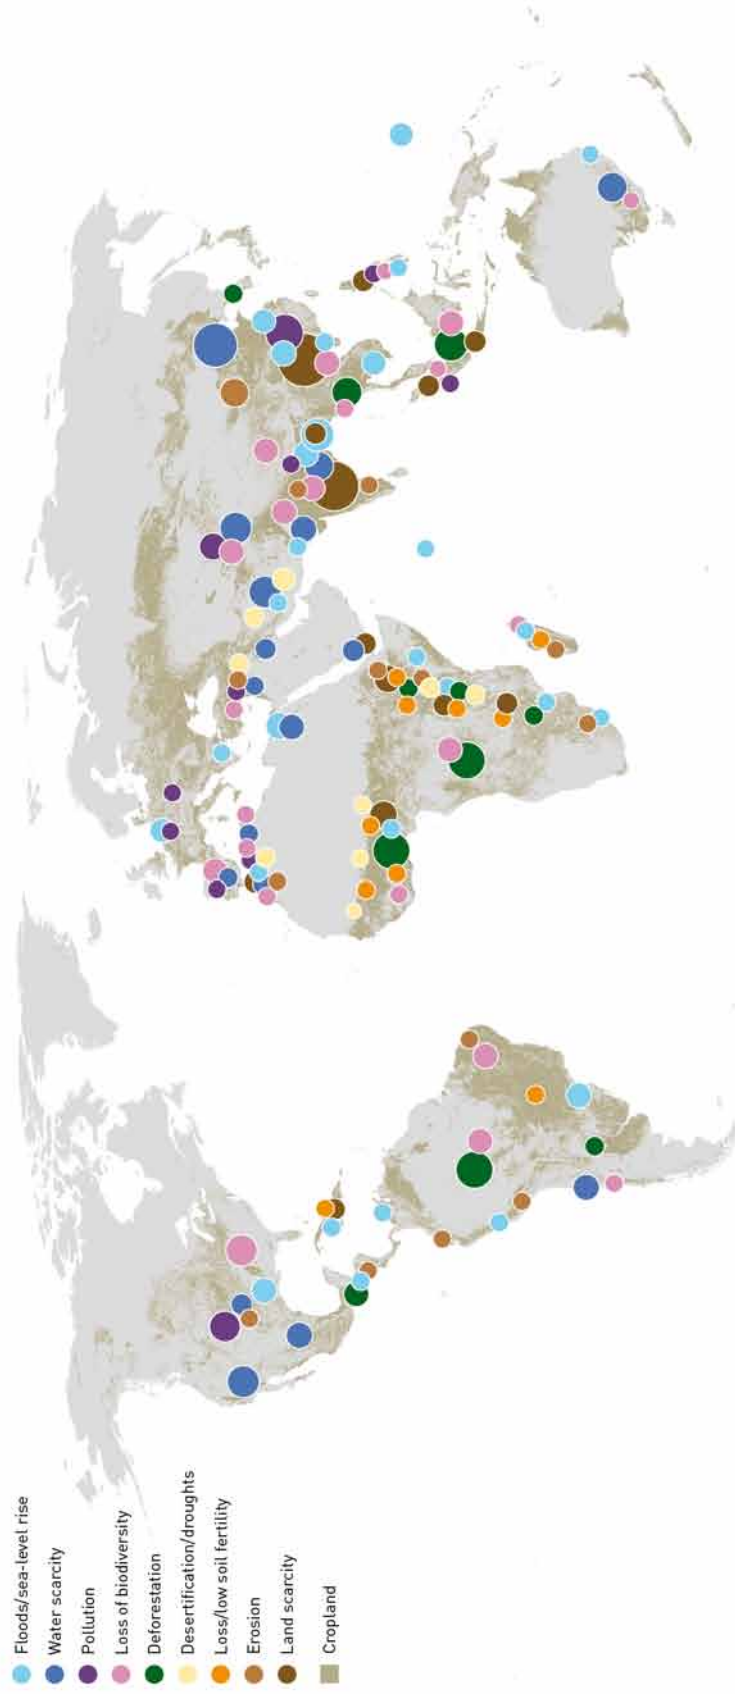 Floods/sea-level rise
Water scarcity
Pollution
Loss of biodiversity
Deforestation
Desertification/droughts
Loss/low soil fertility
Erosion
Land scarcity
Cropland